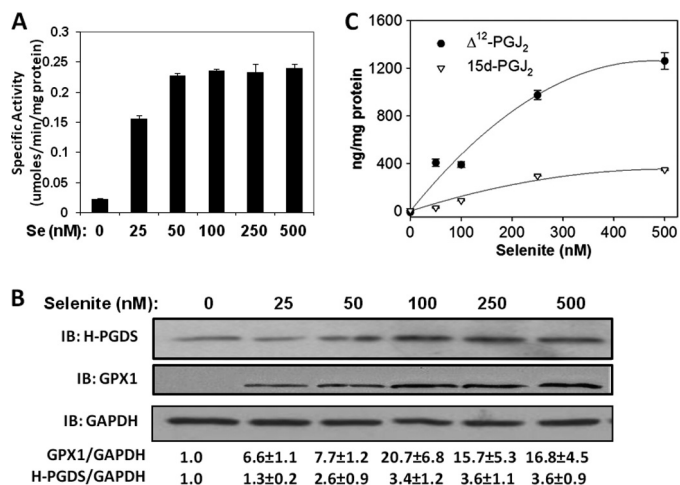 A
Specific Activity
(umoles/min/mg protein)
0.3
0.25
0.2
0.15
0.1
0.05
0
Se (nM): 0 25 50 100 250 500
C
ng/mg protein
1600
1200
800
400
0
Δ¹²-PGJ₂
15d-PGJ₂
0 100 200 300 400 500
Selenite (nM)
B
Selenite (nM): 0 25 50 100 250 500
IB: H-PGDS
IB: GPX1
IB: GAPDH
GPX1/GAPDH 1.0 6.6±1.1 7.7±1.2 20.7±6.8 15.7±5.3 16.8±4.5
H-PGDS/GAPDH 1.0 1.3±0.2 2.6±0.9 3.4±1.2 3.6±1.1 3.6±0.9